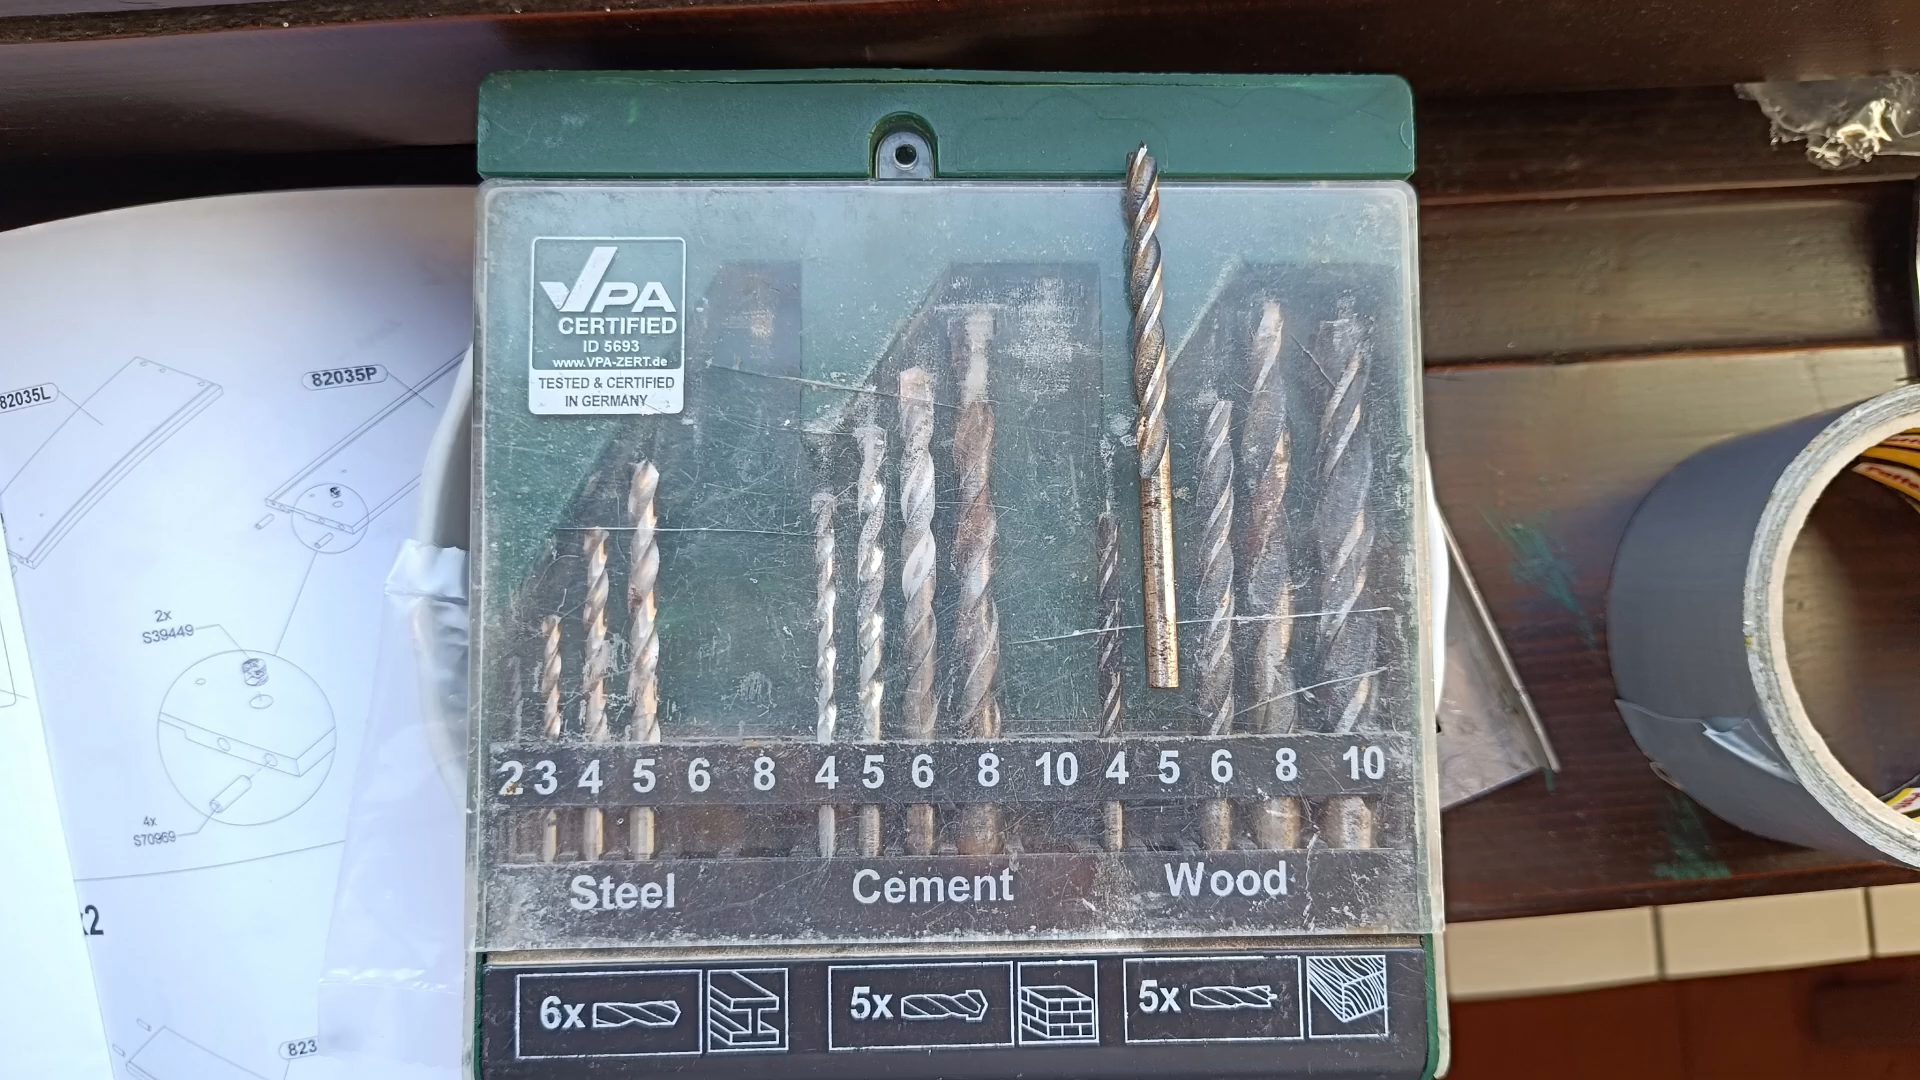 VPA
CERTIFIED
ID 5693
www.VPA-ZERT.de
TESTED & CERTIFIED
IN GERMANY
2 3 4 5 6 8 4 5 6 8 10 4 5 6 8 10
Steel Cement Wood
6x 5x 5x
82035L
82035P
2x
S39449
4x
S70969
x2
823